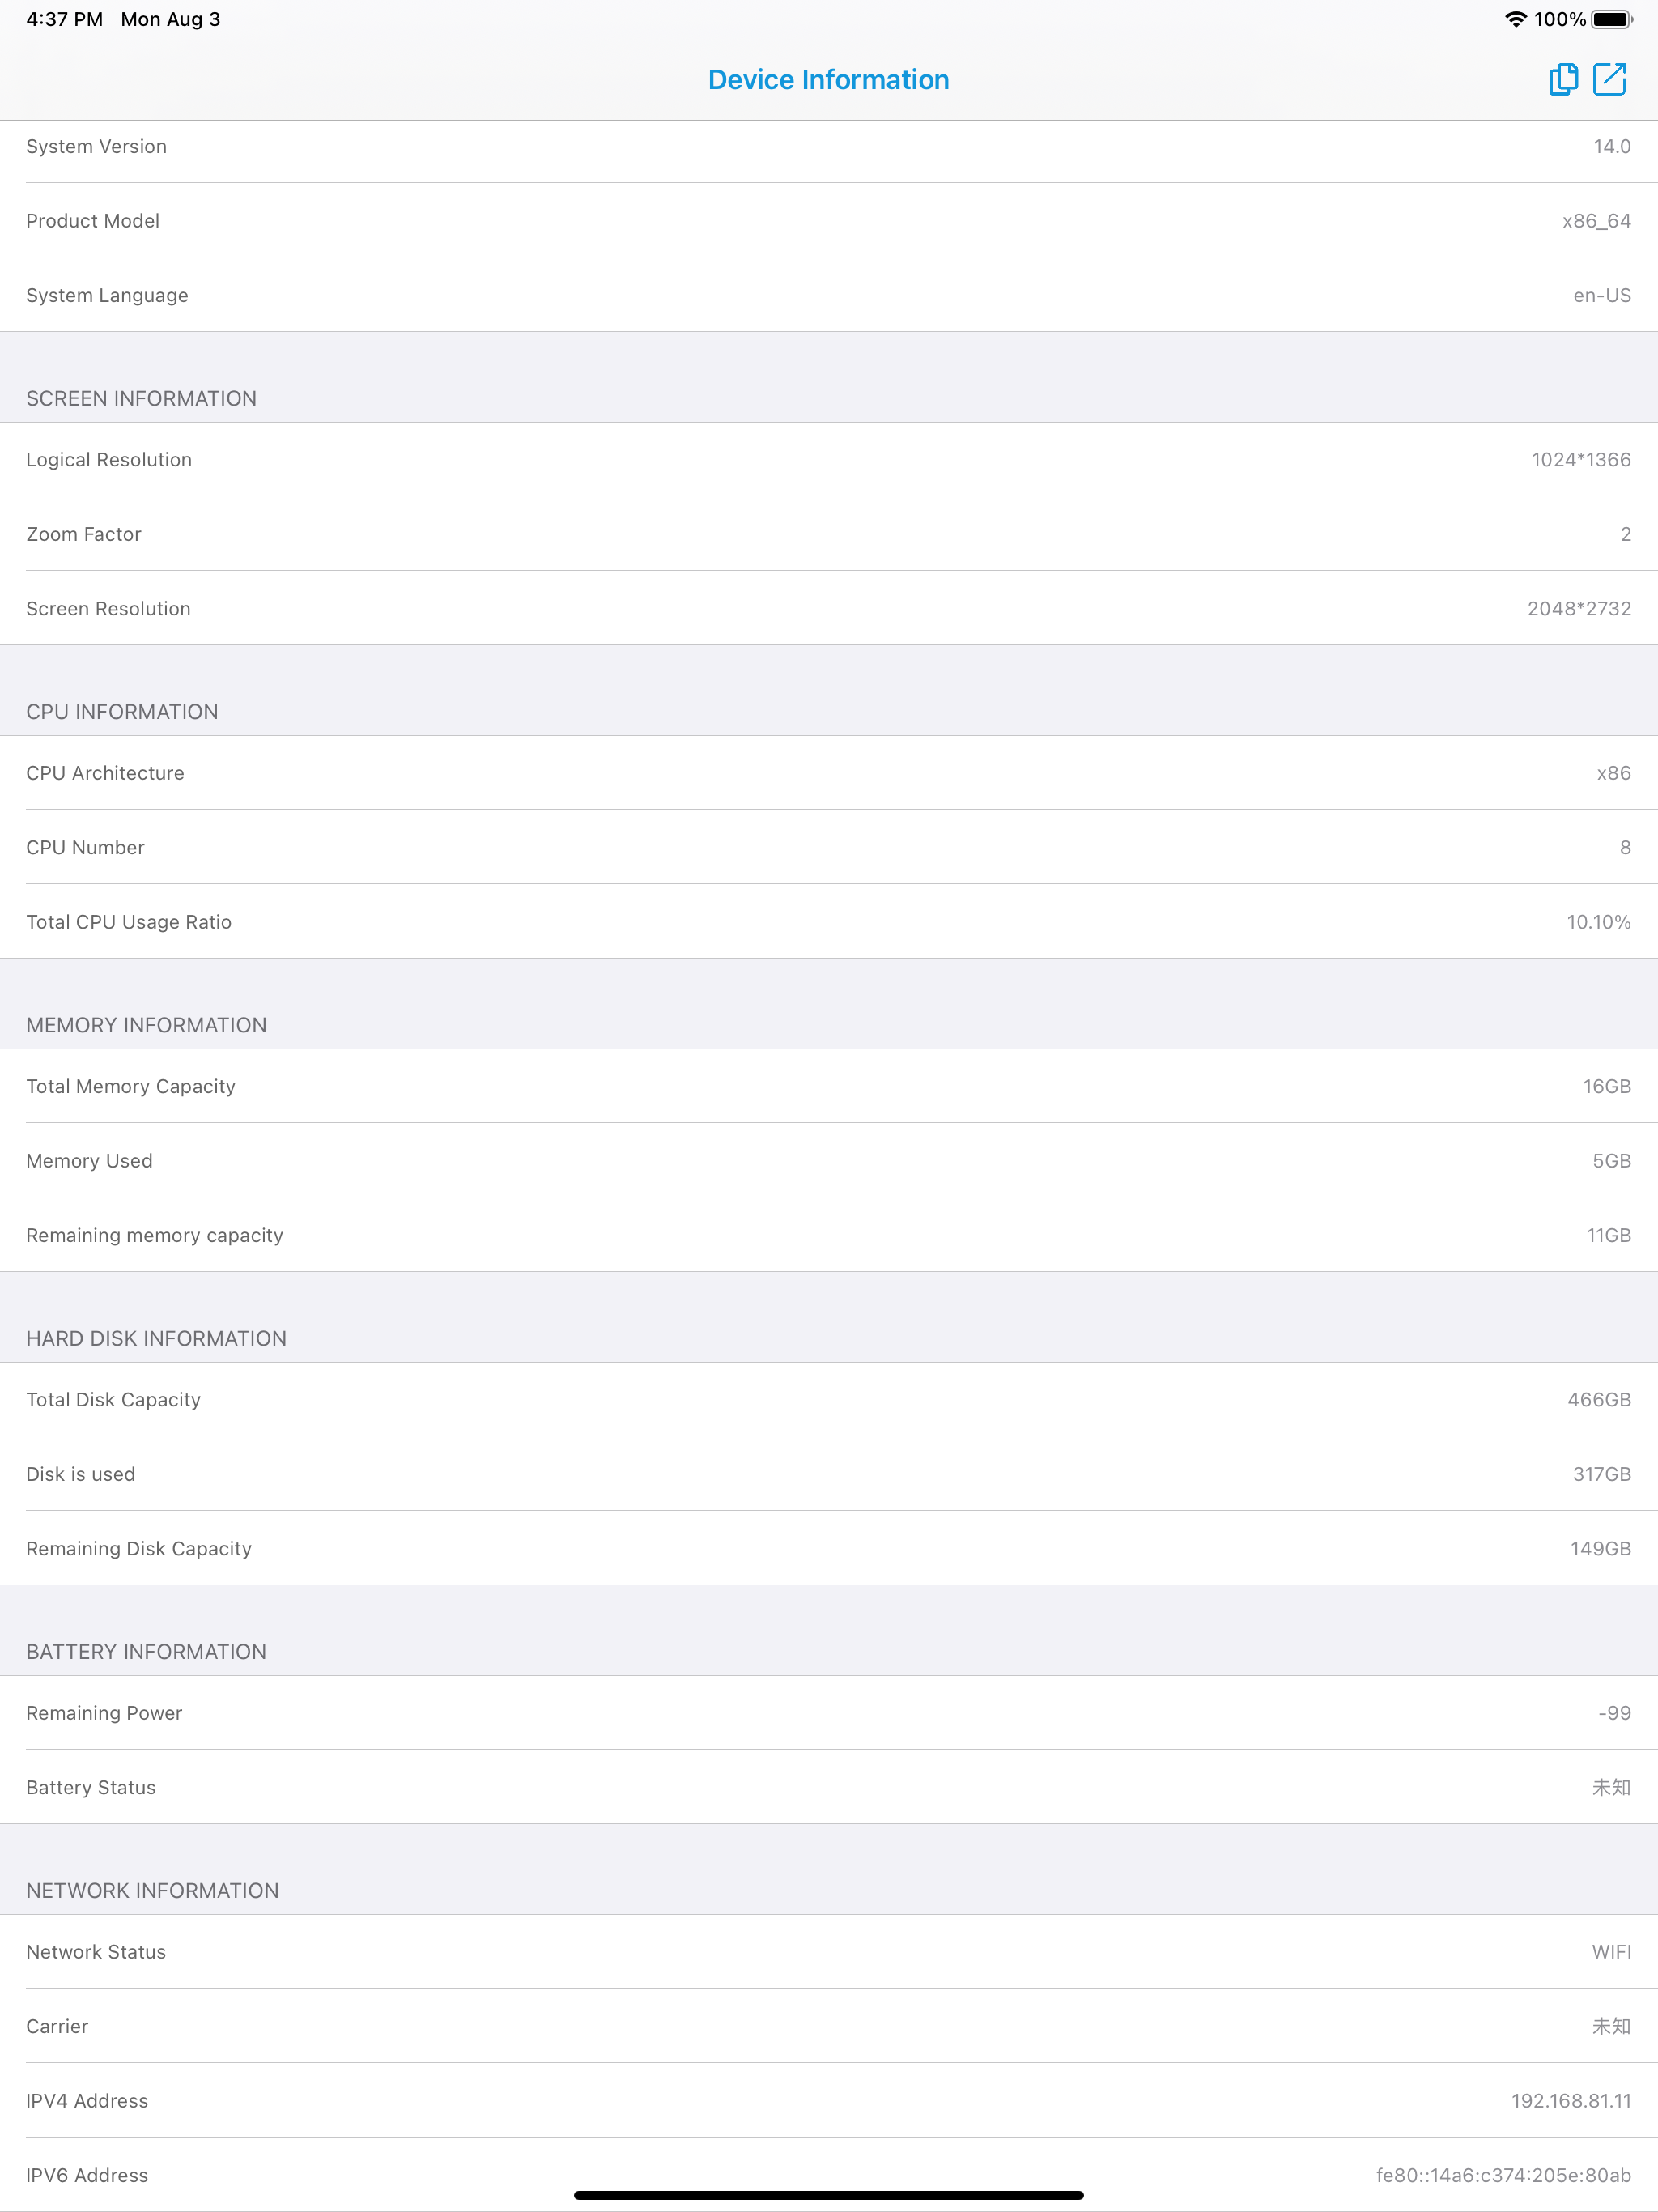 4:37 PM Mon Aug 3 100%
Device Information
System Version 14.0
Product Model x86_64
System Language en-US
SCREEN INFORMATION
Logical Resolution 1024*1366
Zoom Factor 2
Screen Resolution 2048*2732
CPU INFORMATION
CPU Architecture x86
CPU Number 8
Total CPU Usage Ratio 10.10%
MEMORY INFORMATION
Total Memory Capacity 16GB
Memory Used 5GB
Remaining memory capacity 11GB
HARD DISK INFORMATION
Total Disk Capacity 466GB
Disk is used 317GB
Remaining Disk Capacity 149GB
BATTERY INFORMATION
Remaining Power -99
Battery Status 未知
NETWORK INFORMATION
Network Status WIFI
Carrier 未知
IPV4 Address 192.168.81.11
IPV6 Address fe80::14a6:c374:205e:80ab